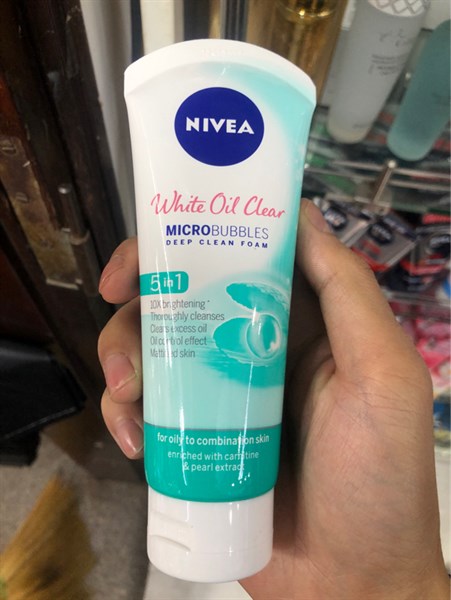 NIVEA
White Oil Clear
MICROBUBBLES
DEEP CLEAN FOAM
5 in 1
10X brightening *
Thoroughly cleanses
Clears excess oil
Oil control effect
Mattified skin
for oily to combination skin
enriched with carnitine
& pearl extract